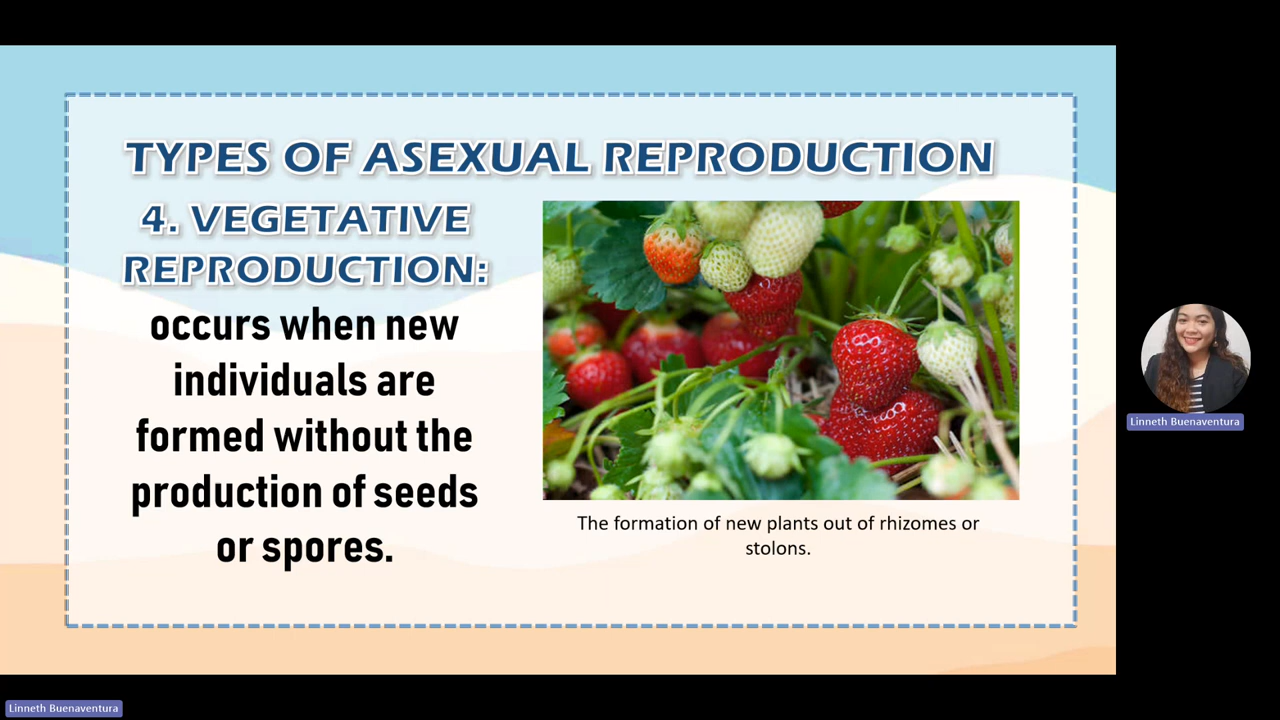 TYPES OF ASEXUAL REPRODUCTION
4. VEGETATIVE
REPRODUCTION:
occurs when new
individuals are
formed without the
production of seeds
or spores.
The formation of new plants out of rhizomes or
stolons.
Linneth Buenaventura
Linneth Buenaventura